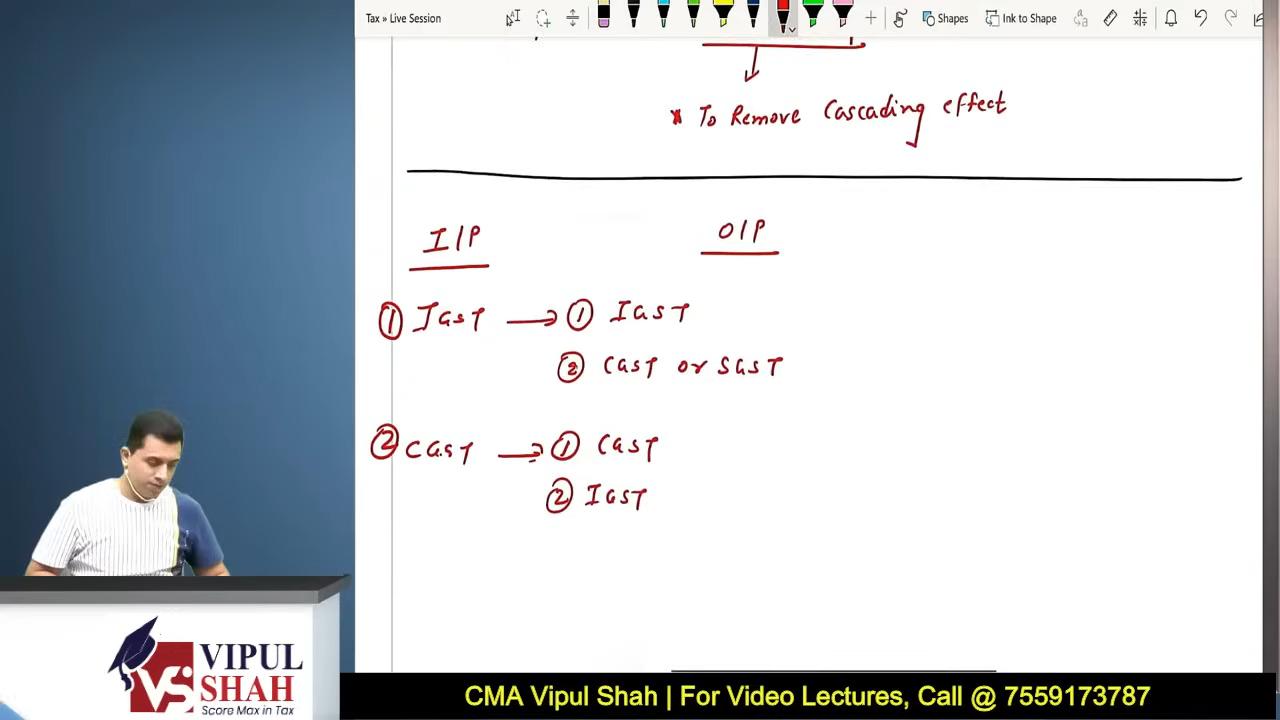 Tax » Live Session
Shapes
Ink to Shape
* To Remove Cascading effect
I/P
O/P
① IGST → ① IGST
② CGST or SGST
② CGST → ① CGST
② IGST
VIPUL
SHAH
VS
Score Max in Tax
CMA Vipul Shah | For Video Lectures, Call @ 7559173787